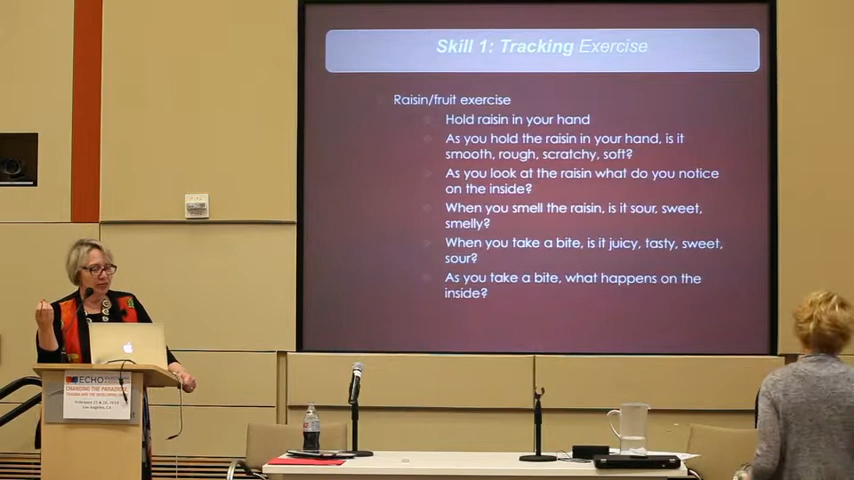 Skill 1: Tracking Exercise
Raisin/fruit exercise
Hold raisin in your hand
As you hold the raisin in your hand, is it
smooth, rough, scratchy, soft?
As you look at the raisin what do you notice
on the inside?
When you smell the raisin, is it sour, sweet,
smelly?
When you take a bite, is it juicy, tasty, sweet,
sour?
As you take a bite, what happens on the
inside?
ECHO
CHANGING THE PARADIGM
Los Angeles, CA